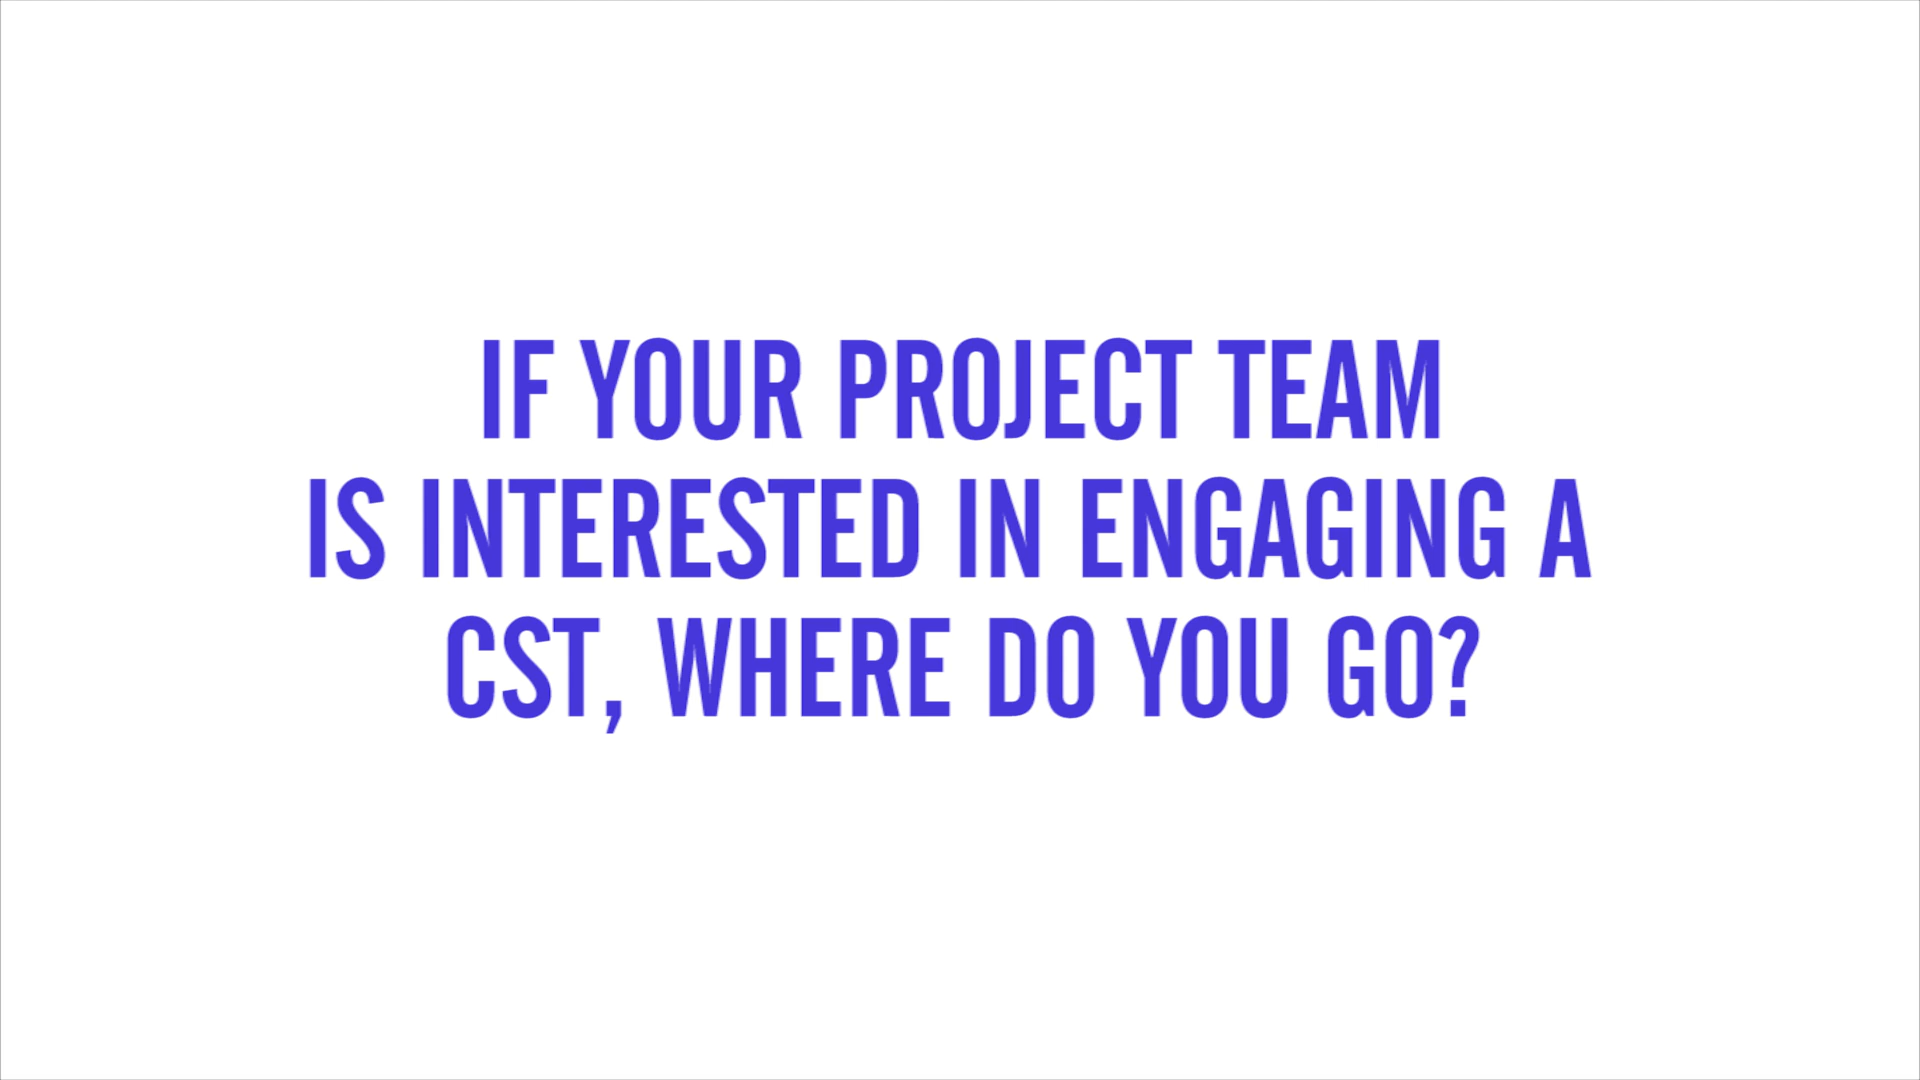 IF YOUR PROJECT TEAM
IS INTERESTED IN ENGAGING A
CST, WHERE DO YOU GO?